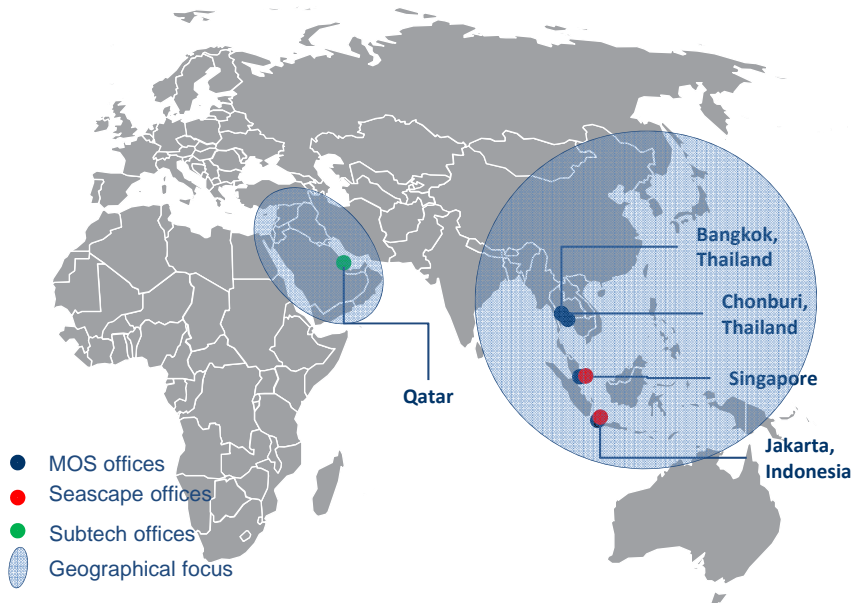 Bangkok,
Thailand
Chonburi,
Thailand
Singapore
Qatar
Jakarta,
Indonesia
MOS offices
Seascape offices
Subtech offices
Geographical focus